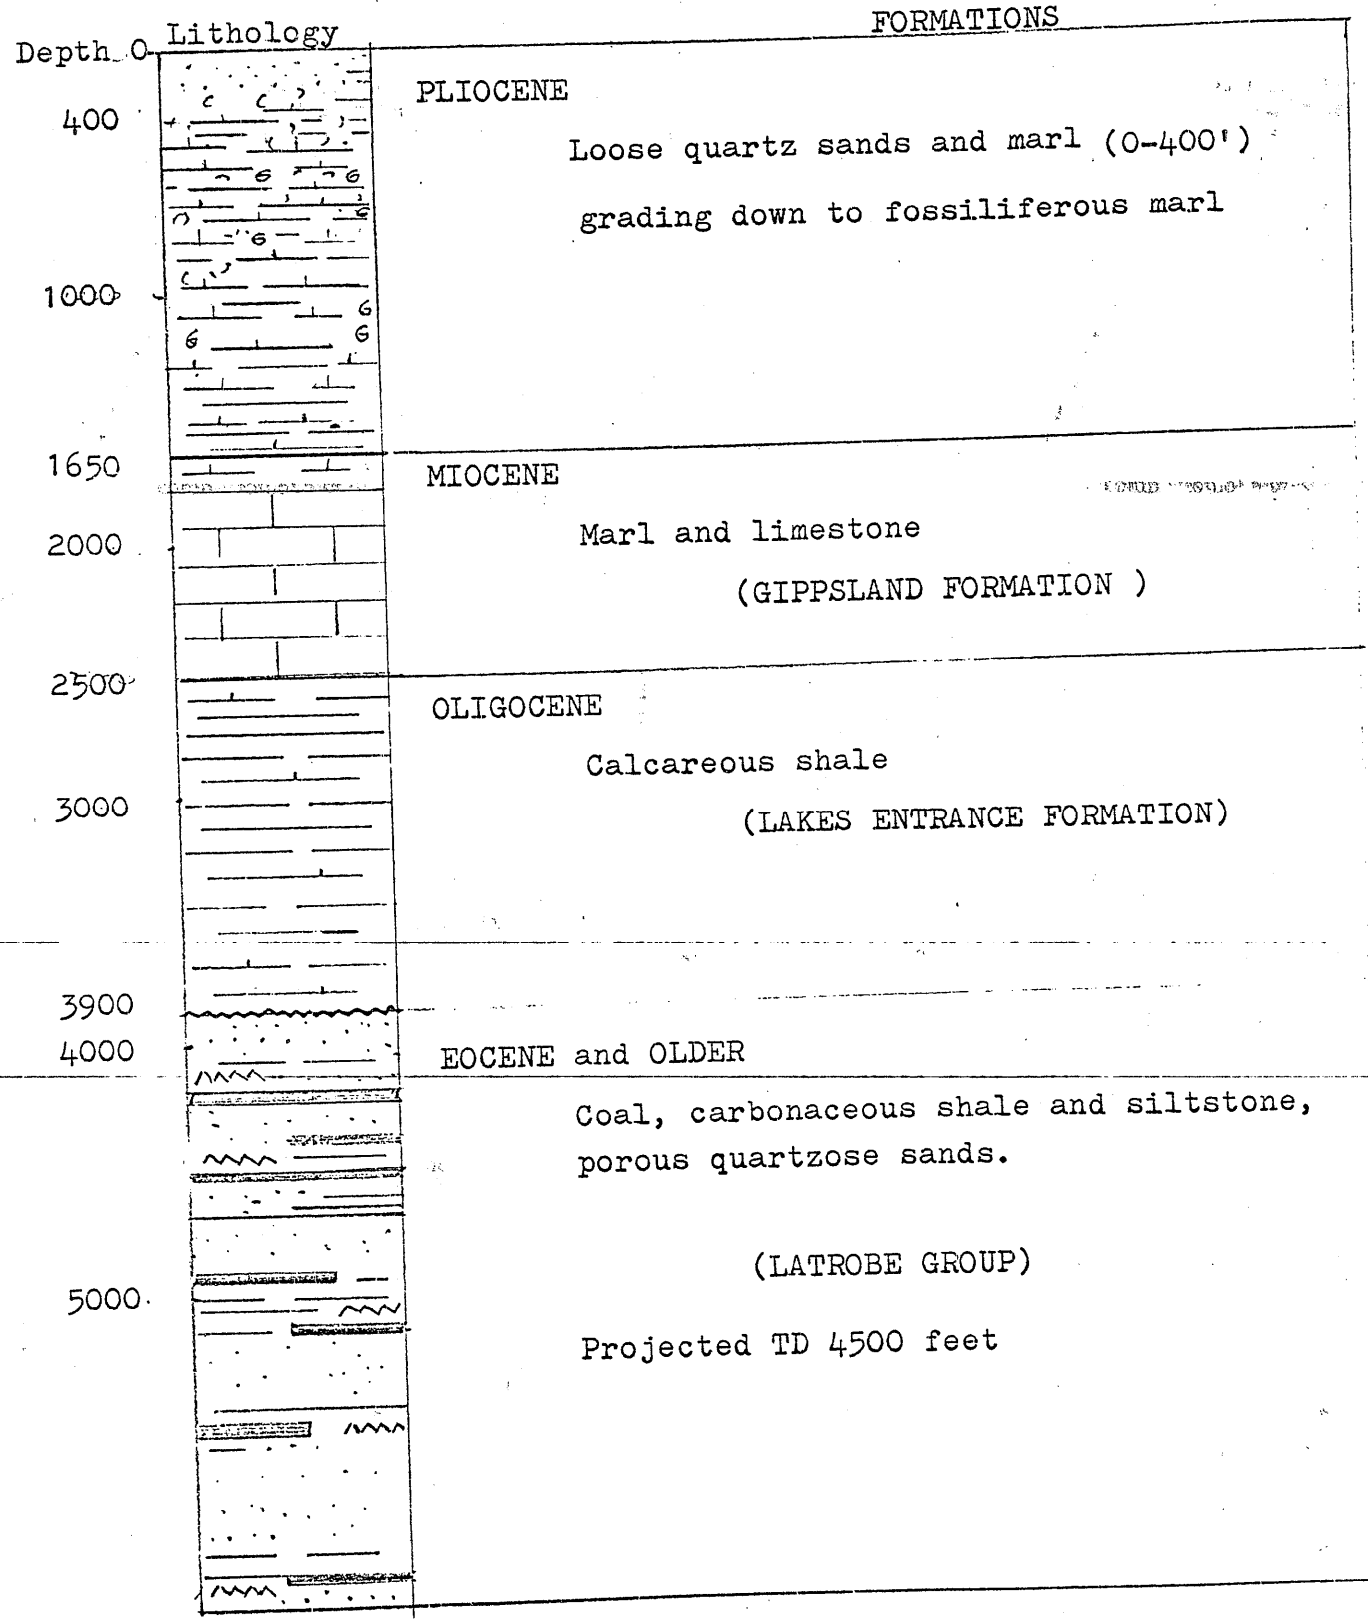 FORMATIONS
Lithology
Depth 0
PLIOCENE
400
Loose quartz sands and marl (0-400')
grading down to fossiliferous marl
1000
1650
MIOCENE
2000
Marl and limestone
(GIPPSLAND FORMATION )
2500
OLIGOCENE
Calcareous shale
3000
(LAKES ENTRANCE FORMATION)
3900
4000
EOCENE and OLDER
Coal, carbonaceous shale and siltstone,
porous quartzose sands.
(LATROBE GROUP)
5000
Projected TD 4500 feet